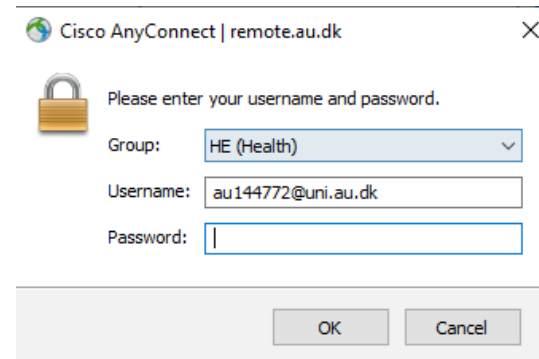 Cisco AnyConnect | remote.au.dk
Please enter your username and password.
Group: HE (Health)
Username: au144772@uni.au.dk
Password:
OK Cancel